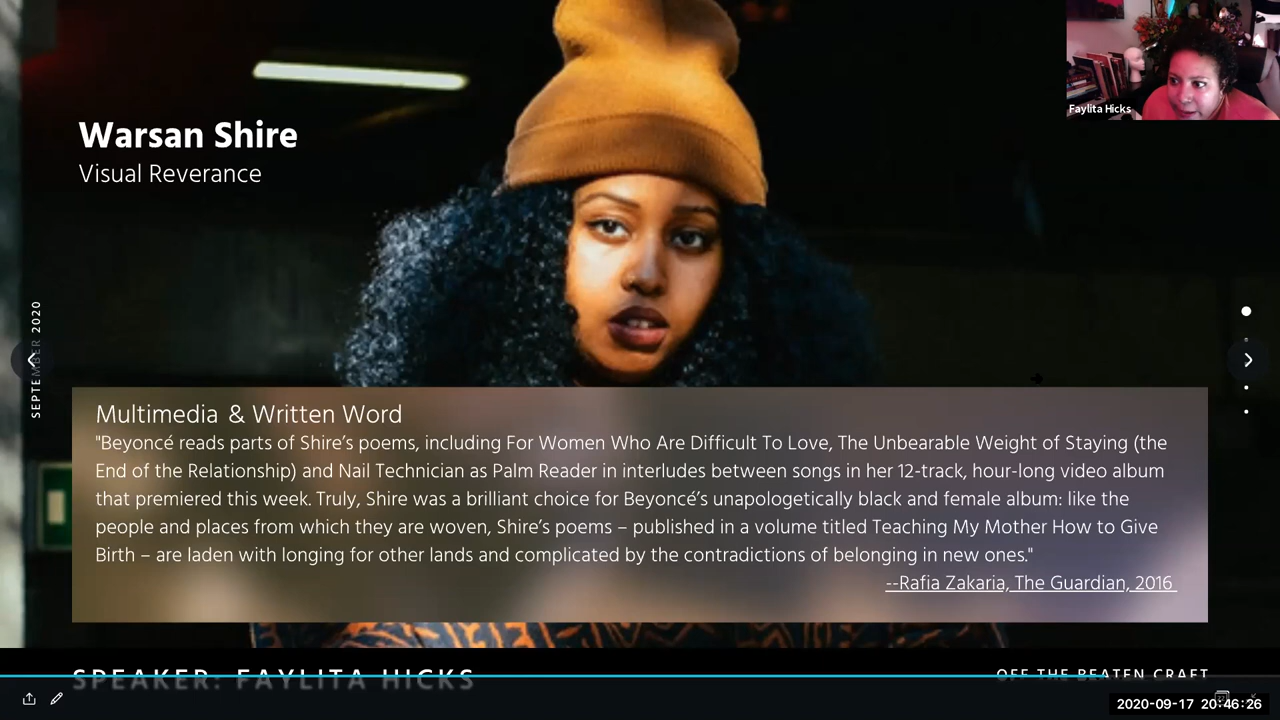 Faylita Hicks
Warsan Shire
Visual Reverance
SEPTEMBER 2020
Multimedia & Written Word
"Beyoncé reads parts of Shire’s poems, including For Women Who Are Difficult To Love, The Unbearable Weight of Staying (the
End of the Relationship) and Nail Technician as Palm Reader in interludes between songs in her 12-track, hour-long video album
that premiered this week. Truly, Shire was a brilliant choice for Beyoncé’s unapologetically black and female album: like the
people and places from which they are woven, Shire’s poems – published in a volume titled Teaching My Mother How to Give
Birth – are laden with longing for other lands and complicated by the contradictions of belonging in new ones."
--Rafia Zakaria, The Guardian, 2016
SPEAKER: FAYLITA HICKS
OFF THE BEATEN CRAFT
2020-09-17 20:46:26